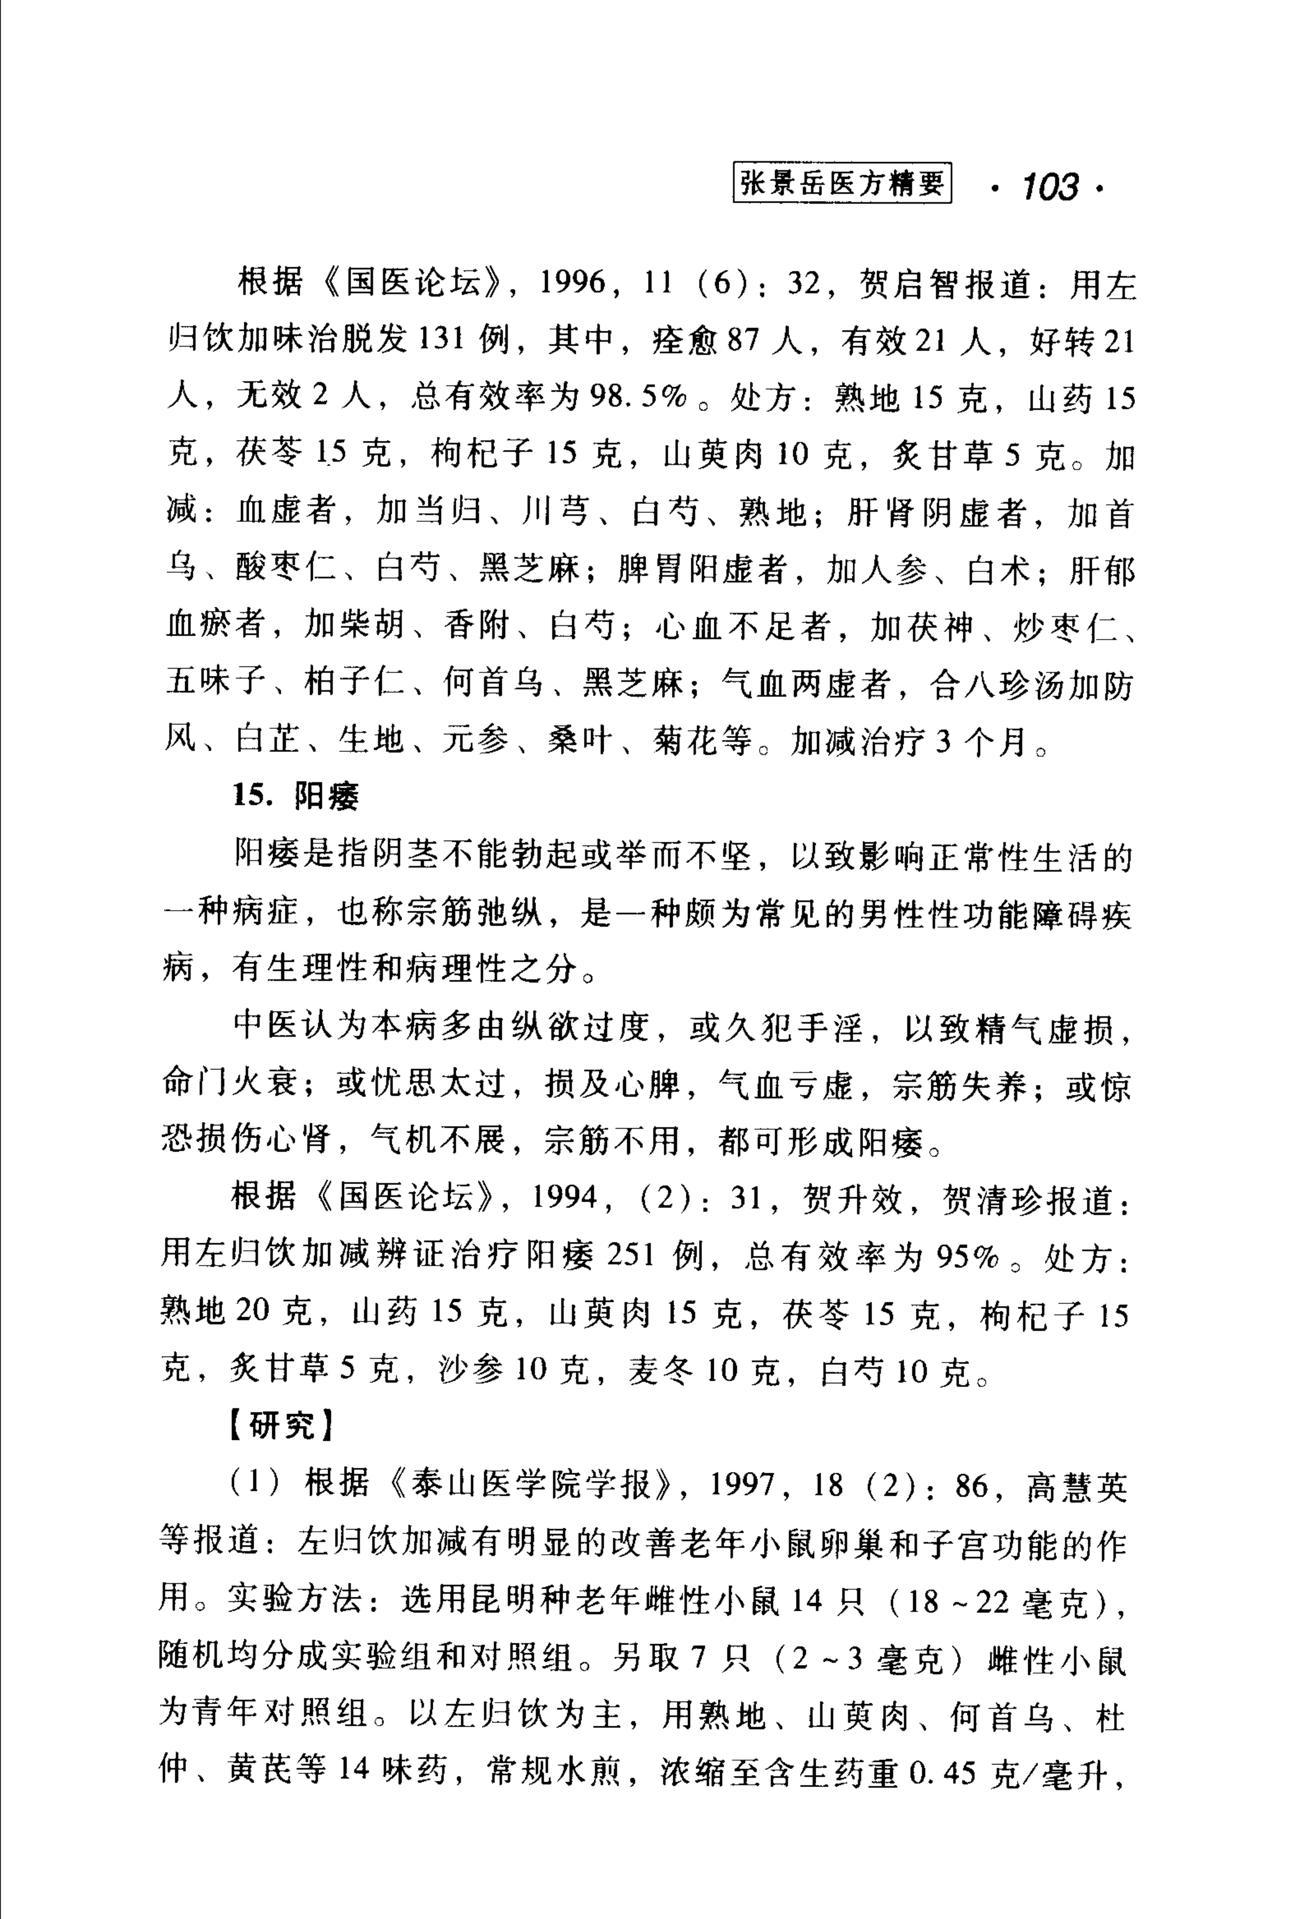 张景岳医方精要 · 103 ·
根据《国医论坛》，1996，11（6）：32，贺启智报道：用左
归饮加味治脱发131例，其中，痊愈87人，有效21人，好转21
人，无效2人，总有效率为98.5%。处方：熟地15克，山药15
克，茯苓15克，枸杞子15克，山萸肉10克，炙甘草5克。加
减：血虚者，加当归、川芎、白芍、熟地；肝肾阴虚者，加首
乌、酸枣仁、白芍、黑芝麻；脾胃阳虚者，加人参、白术；肝郁
血瘀者，加柴胡、香附、白芍；心血不足者，加茯神、炒枣仁、
五味子、柏子仁、何首乌、黑芝麻；气血两虚者，合八珍汤加防
风、白芷、生地、元参、桑叶、菊花等。加减治疗3个月。
15. 阳痿
阳痿是指阴茎不能勃起或举而不坚，以致影响正常性生活的
一种病症，也称宗筋弛纵，是一种颇为常见的男性性功能障碍疾
病，有生理性和病理性之分。
中医认为本病多由纵欲过度，或久犯手淫，以致精气虚损，
命门火衰；或忧思太过，损及心脾，气血亏虚，宗筋失养；或惊
恐损伤心肾，气机不展，宗筋不用，都可形成阳痿。
根据《国医论坛》，1994，（2）：31，贺升效，贺清珍报道：
用左归饮加减辨证治疗阳痿251例，总有效率为95%。处方：
熟地20克，山药15克，山萸肉15克，茯苓15克，枸杞子15
克，炙甘草5克，沙参10克，麦冬10克，白芍10克。
【研究】
（1）根据《泰山医学院学报》，1997，18（2）：86，高慧英
等报道：左归饮加减有明显的改善老年小鼠卵巢和子宫功能的作
用。实验方法：选用昆明种老年雌性小鼠14只（18~22毫克），
随机均分成实验组和对照组。另取7只（2~3毫克）雌性小鼠
为青年对照组。以左归饮为主，用熟地、山萸肉、何首乌、杜
仲、黄芪等14味药，常规水煎，浓缩至含生药重0.45克/毫升，